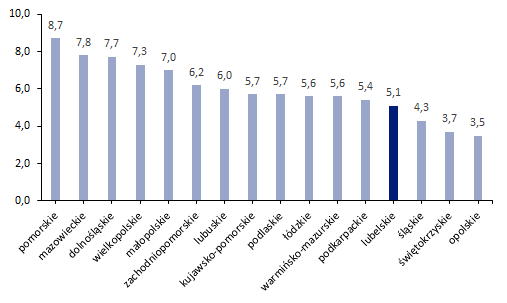 10,0
8,0
6,0
4,0
2,0
0,0
8,7
7,8
7,7
7,3
7,0
6,2
6,0
5,7
5,7
5,6
5,6
5,4
5,1
4,3
3,7
3,5
pomorskie
mazowieckie
dolnośląskie
wielkopolskie
małopolskie
zachodniopomorskie
lubuskie
kujawsko-pomorskie
podlaskie
łódzkie
warmińsko-mazurskie
podkarpackie
lubelskie
śląskie
świętokrzyskie
opolskie